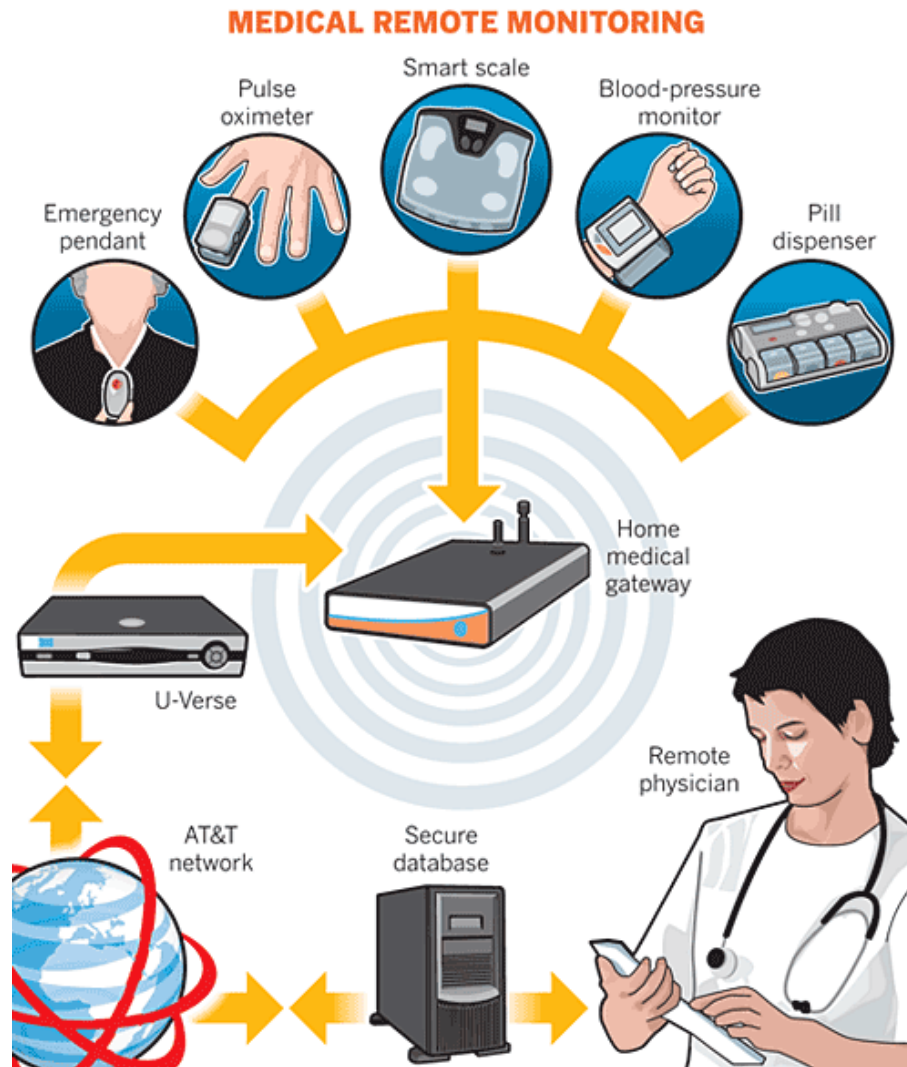 MEDICAL REMOTE MONITORING
Smart scale
Pulse
oximeter
Blood-pressure
monitor
Emergency
pendant
Pill
dispenser
Home
medical
gateway
U-Verse
Remote
physician
AT&T
network
Secure
database